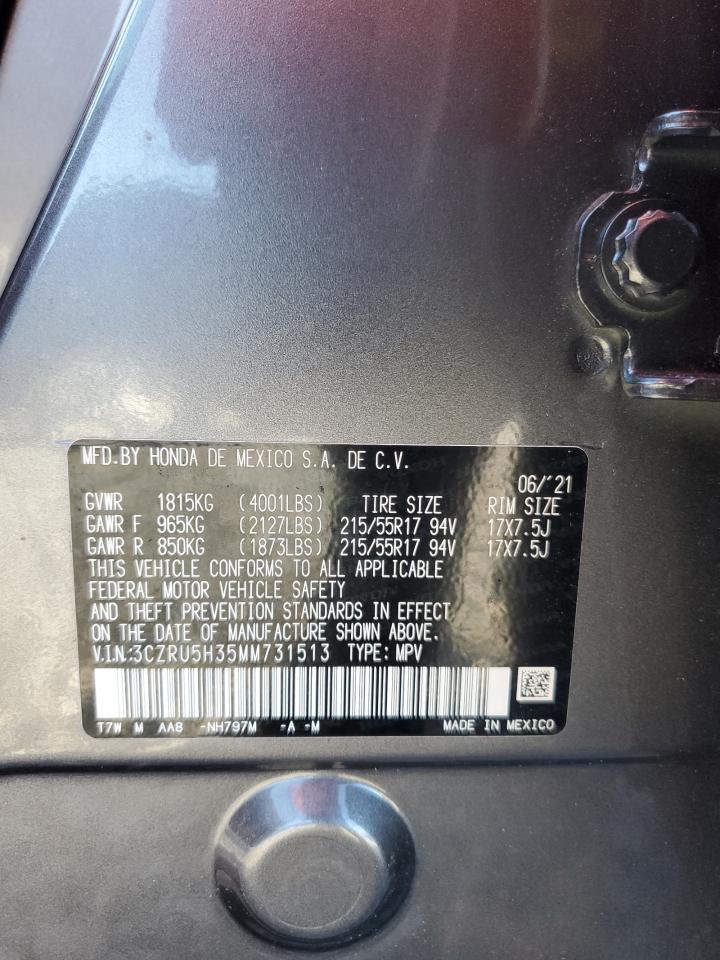 MFD.BY HONDA DE MEXICO S.A. DE C.V.
06/'21
GVWR 1815KG (4001LBS) TIRE SIZE RIM SIZE
GAWR F 965KG (2127LBS) 215/55R17 94V 17X7.5J
GAWR R 850KG (1873LBS) 215/55R17 94V 17X7.5J
THIS VEHICLE CONFORMS TO ALL APPLICABLE
FEDERAL MOTOR VEHICLE SAFETY
AND THEFT PREVENTION STANDARDS IN EFFECT
ON THE DATE OF MANUFACTURE SHOWN ABOVE.
V.I.N.:3CZRU5H35MM731513 TYPE: MPV
T7W M AA8 -NH797M -A -M MADE IN MEXICO